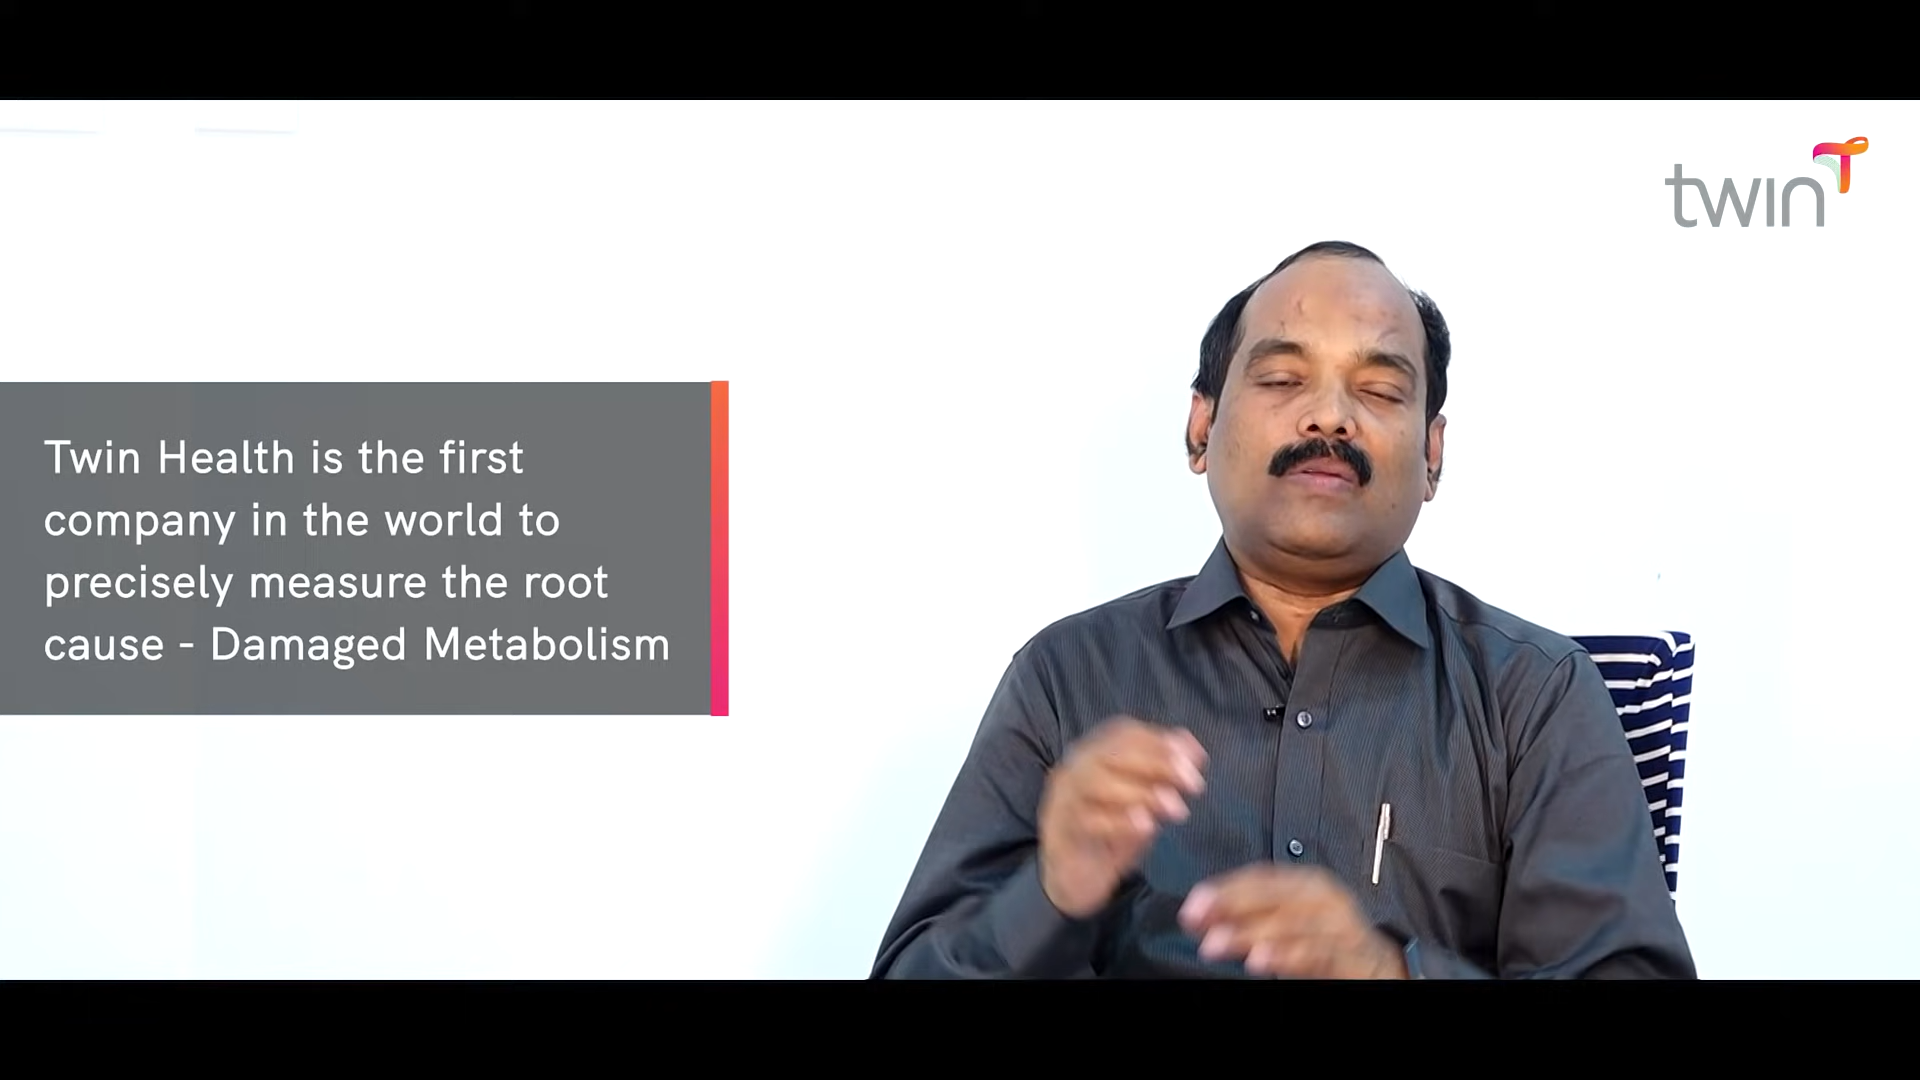 twin
Twin Health is the first
company in the world to
precisely measure the root
cause - Damaged Metabolism